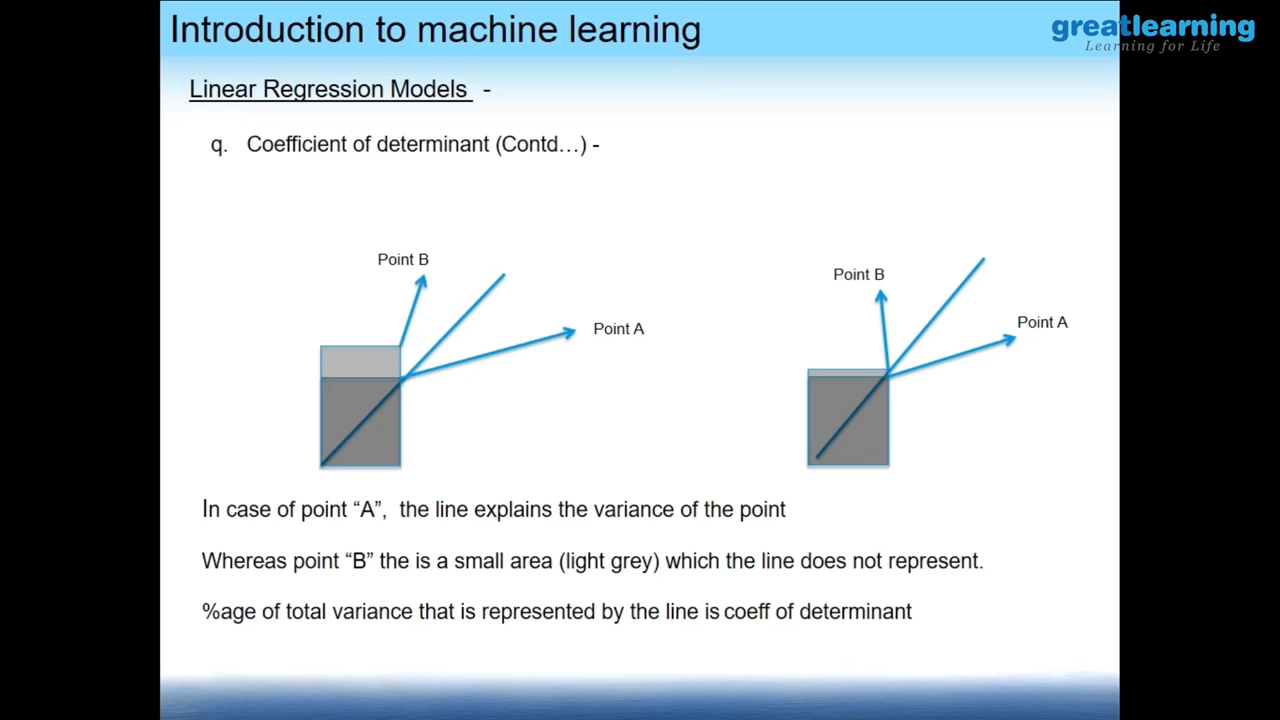 Introduction to machine learning
greatlearning
Learning for Life
Linear Regression Models -
q. Coefficient of determinant (Contd...) -
Point B
Point A
Point B
Point A
In case of point “A”, the line explains the variance of the point
Whereas point “B” the is a small area (light grey) which the line does not represent.
%age of total variance that is represented by the line is coeff of determinant